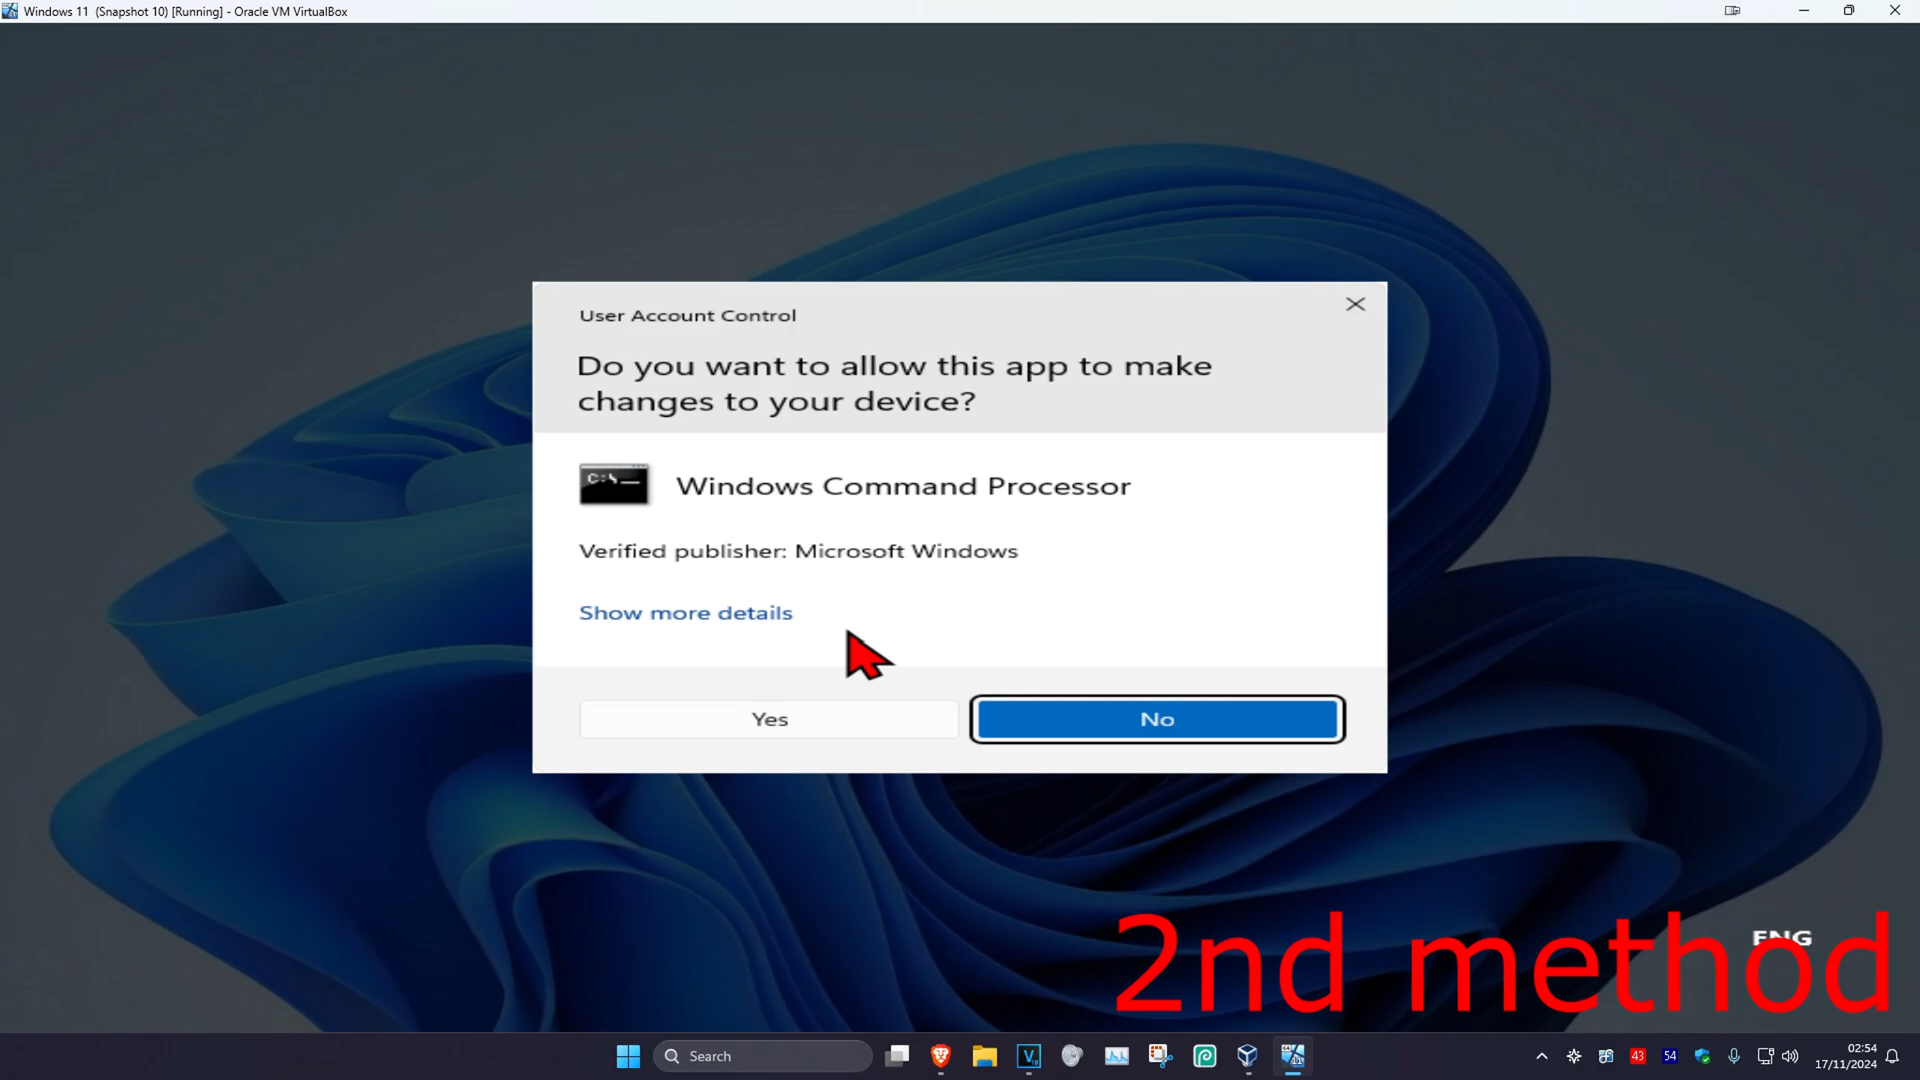 Windows 11 (Snapshot 10) [Running] - Oracle VM VirtualBox
User Account Control
Do you want to allow this app to make
changes to your device?
C:\
Windows Command Processor
Verified publisher: Microsoft Windows
Show more details
Yes
No
ENG
2nd method
Search
43
54
02:54
17/11/2024